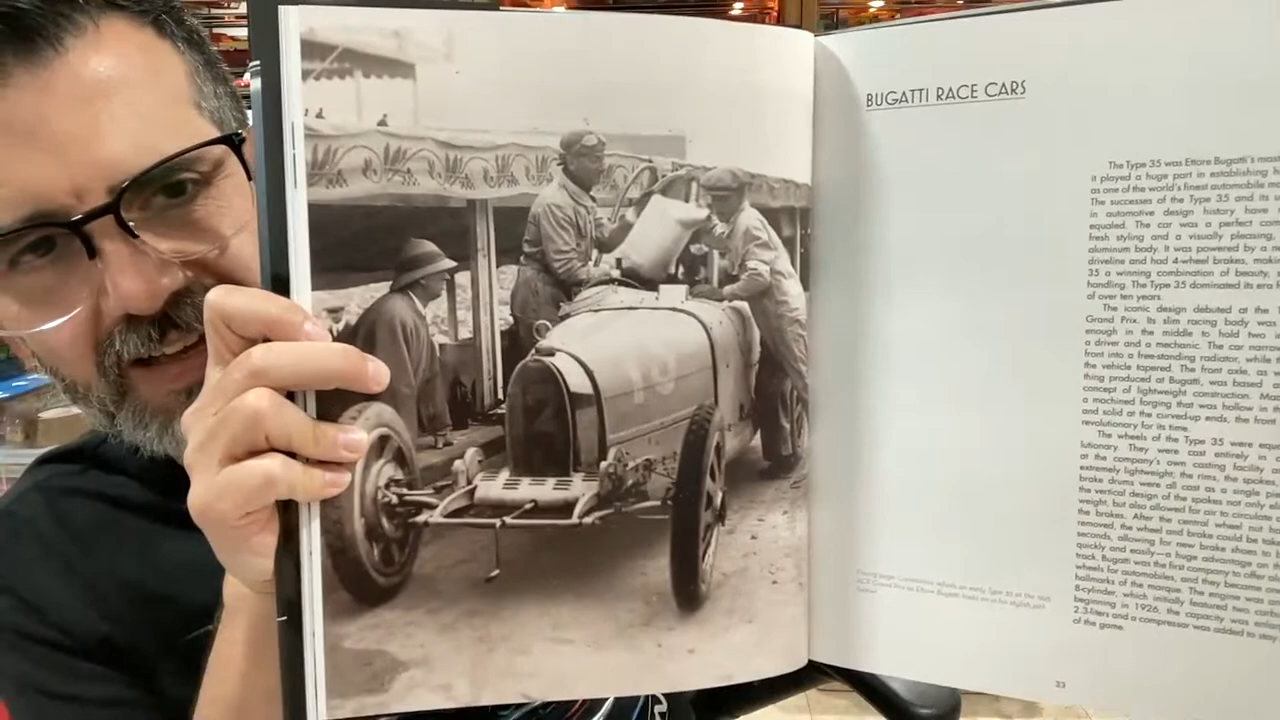 BUGATTI RACE CARS
The Type 35 was Ettore Bugatti's
it played a huge part in establishing
as one of the world's finest automobile
The successes of the Type 35 and its
in automotive design history have
equaled. The car was a perfect
fresh styling and a visually pleasing,
aluminum body. It was powered by a
driveline and had 4-wheel brakes,
35 a winning combination of beauty,
handling. The Type 35 dominated its era
of over ten years.
The iconic design debuted at the
Grand Prix. Its slim racing body was
enough in the middle to hold two
a driver and a mechanic. The car
front into a free-standing radiator, while
the vehicle tapered. The front axle, as
thing produced at Bugatti, was based
concept of lightweight construction.
a machined forging that was hollow in
and solid at the curved-up ends, the front
revolutionary for its time.
The wheels of the Type 35 were
lutionary. They were cast entirely in
at the company's own casting facility
extremely lightweight; the rims, the spokes,
brake drums were all cast as a single
the vertical design of the spokes not only
weight, but also allowed for air to circulate
the brakes. After the central wheel nut
removed, the wheel and brake could be
seconds, allowing for new brake shoes to
quickly and easily—a huge advantage on
track. Bugatti was the first company to offer
wheels for automobiles, and they became
hallmarks of the marque. The engine was
8-cylinder, which initially featured two
beginning in 1926, the capacity was
2.3-liters and a compressor was added to stay
of the game.
33